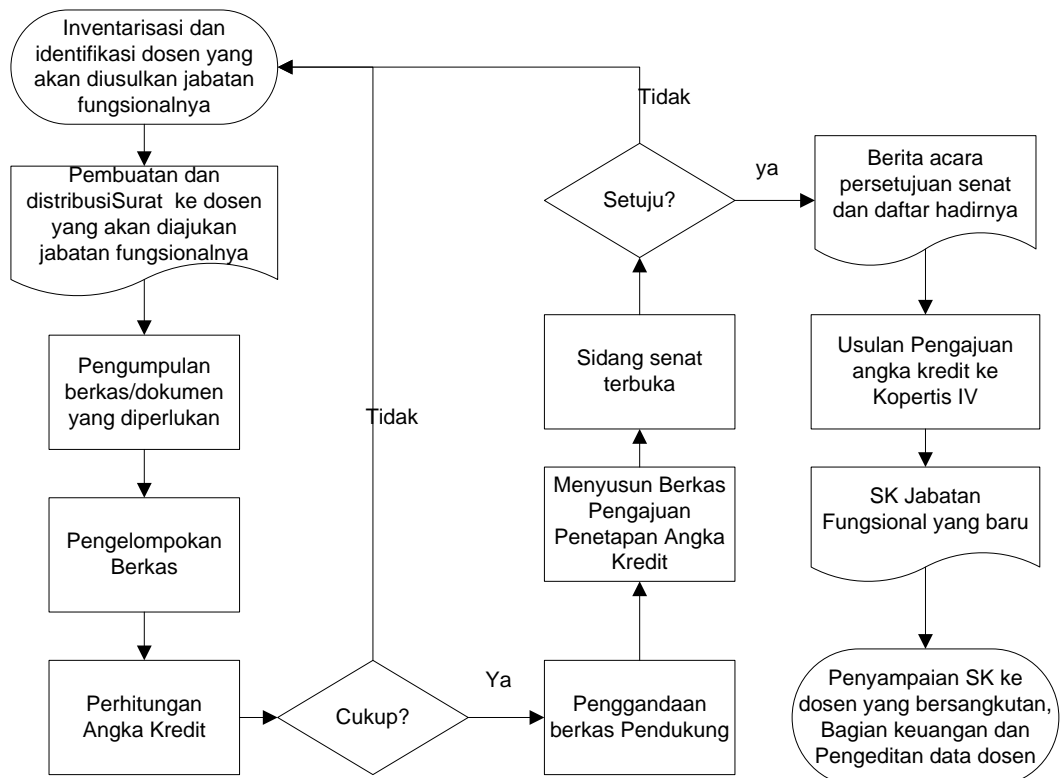 Inventarisasi dan
identifikasi dosen yang
akan diusulkan jabatan
fungsionalnya
Pembuatan dan
distribusiSurat ke dosen
yang akan diajukan
jabatan fungsionalnya
Pengumpulan
berkas/dokumen
yang diperlukan
Pengelompokan
Berkas
Perhitungan
Angka Kredit
Cukup?
Tidak
Ya
Penggandaan
berkas Pendukung
Menyusun Berkas
Pengajuan
Penetapan Angka
Kredit
Sidang senat
terbuka
Setuju?
Tidak
ya
Berita acara
persetujuan senat
dan daftar hadirnya
Usulan Pengajuan
angka kredit ke
Kopertis IV
SK Jabatan
Fungsional yang baru
Penyampaian SK ke
dosen yang bersangkutan,
Bagian keuangan dan
Pengeditan data dosen